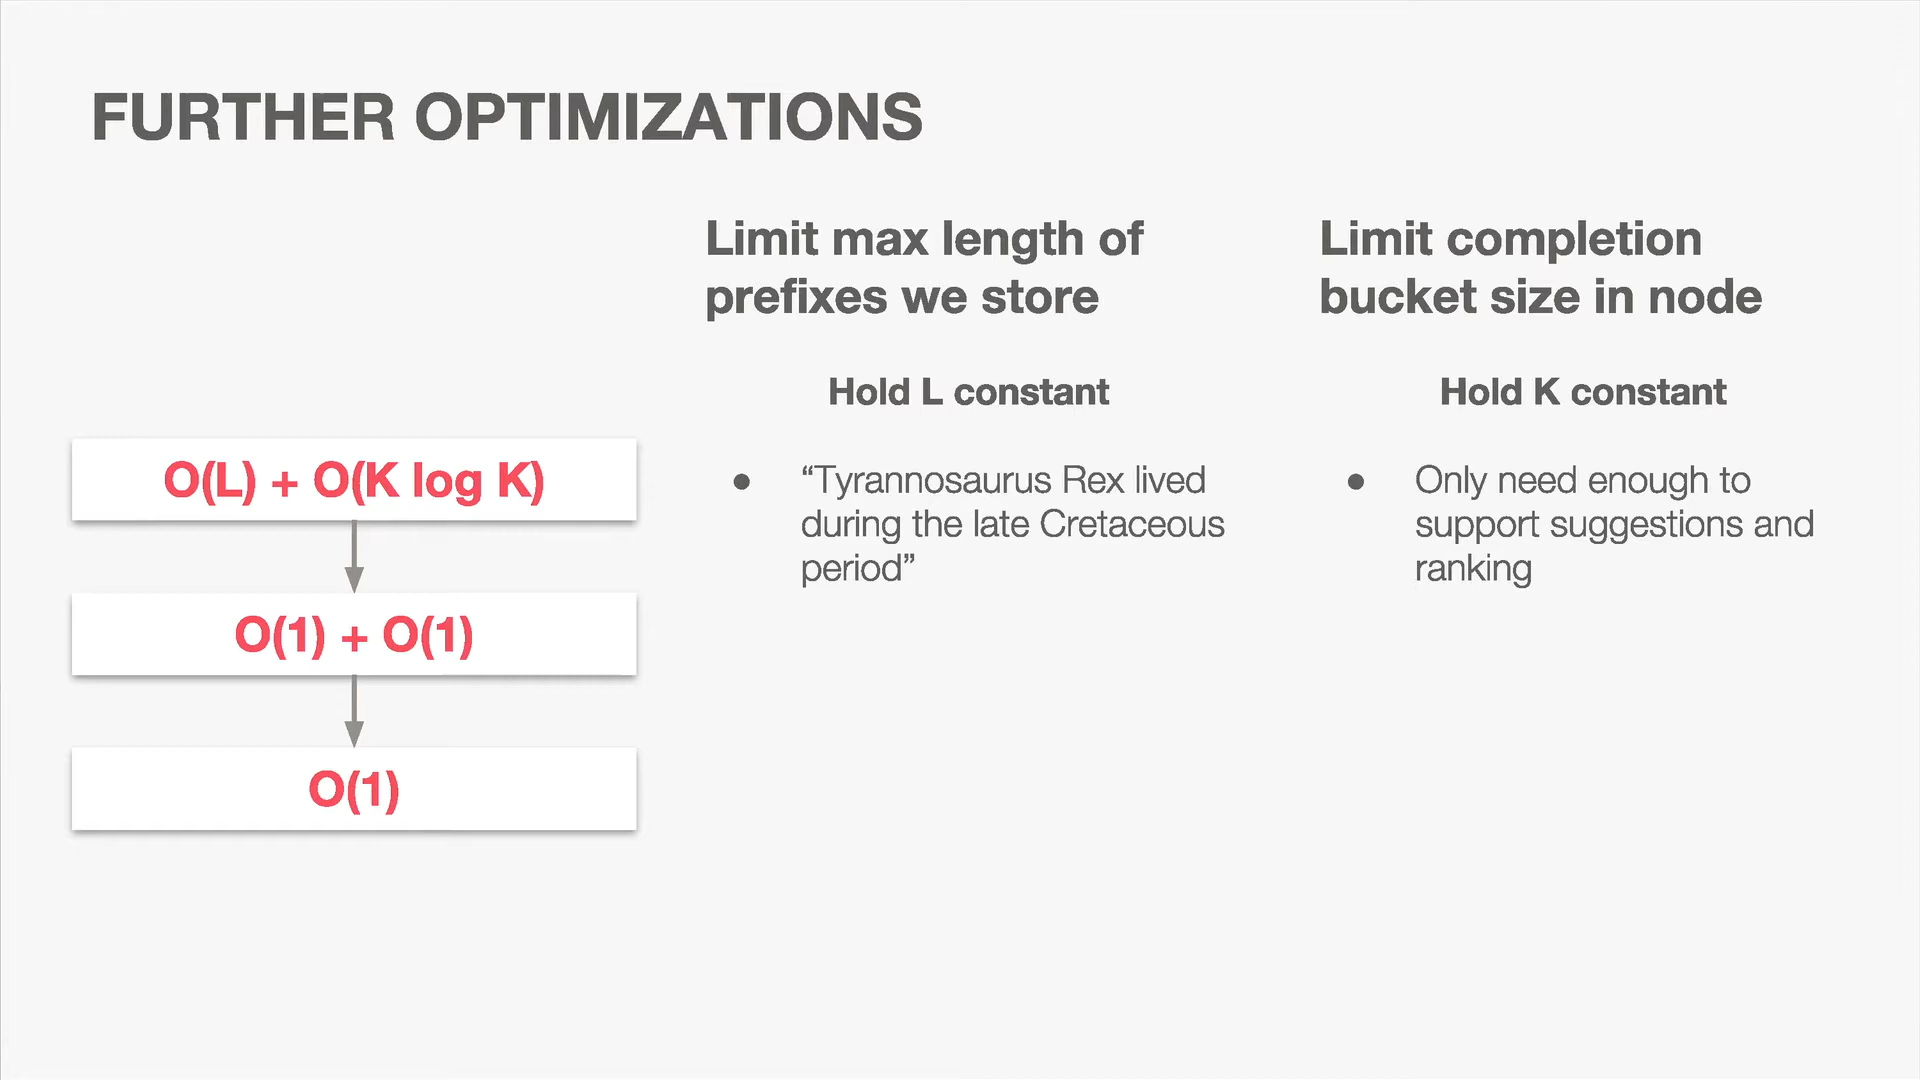 FURTHER OPTIMIZATIONS
O(L) + O(K log K)
O(1) + O(1)
O(1)
Limit max length of
prefixes we store
Hold L constant
● “Tyrannosaurus Rex lived
during the late Cretaceous
period”
Limit completion
bucket size in node
Hold K constant
● Only need enough to
support suggestions and
ranking